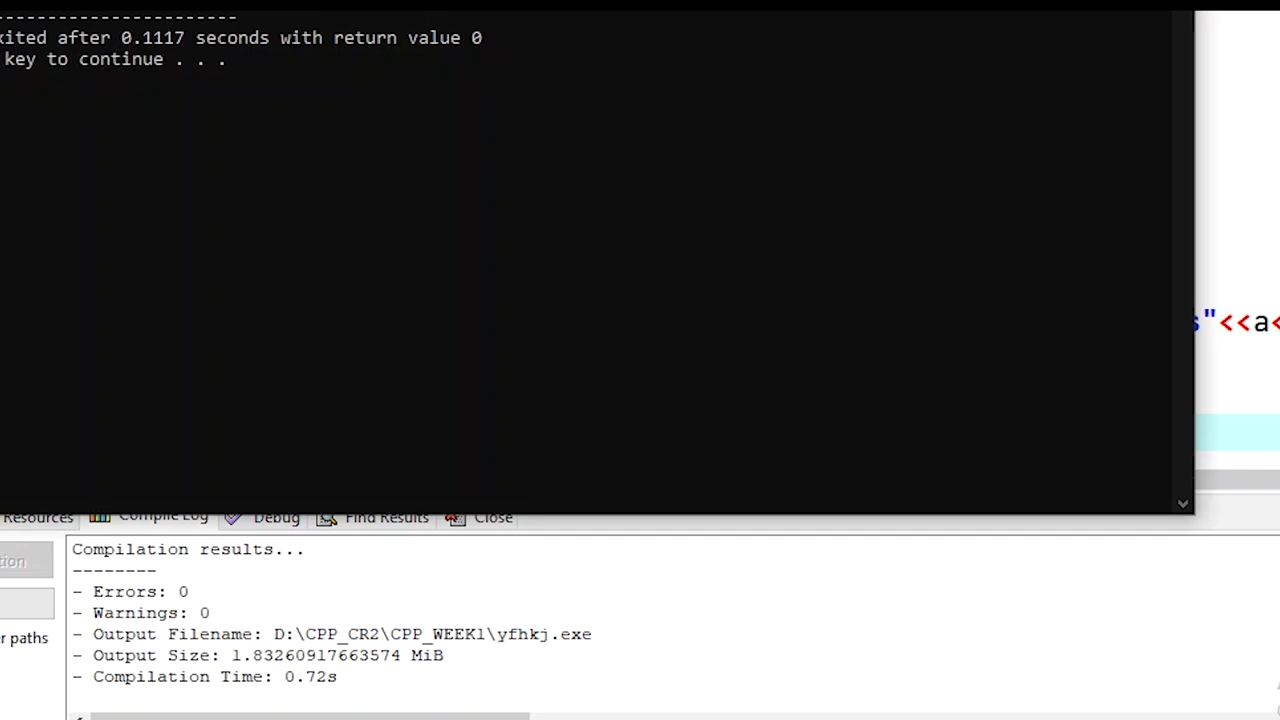 -----------------------
xited after 0.1117 seconds with return value 0
key to continue . . .
s"<<a<
Resources Compile Log Debug Find Results Close
tion
Compilation results...
--------
- Errors: 0
- Warnings: 0
- Output Filename: D:\CPP_CR2\CPP_WEEK1\yfhkj.exe
er paths
- Output Size: 1.83260917663574 MiB
- Compilation Time: 0.72s